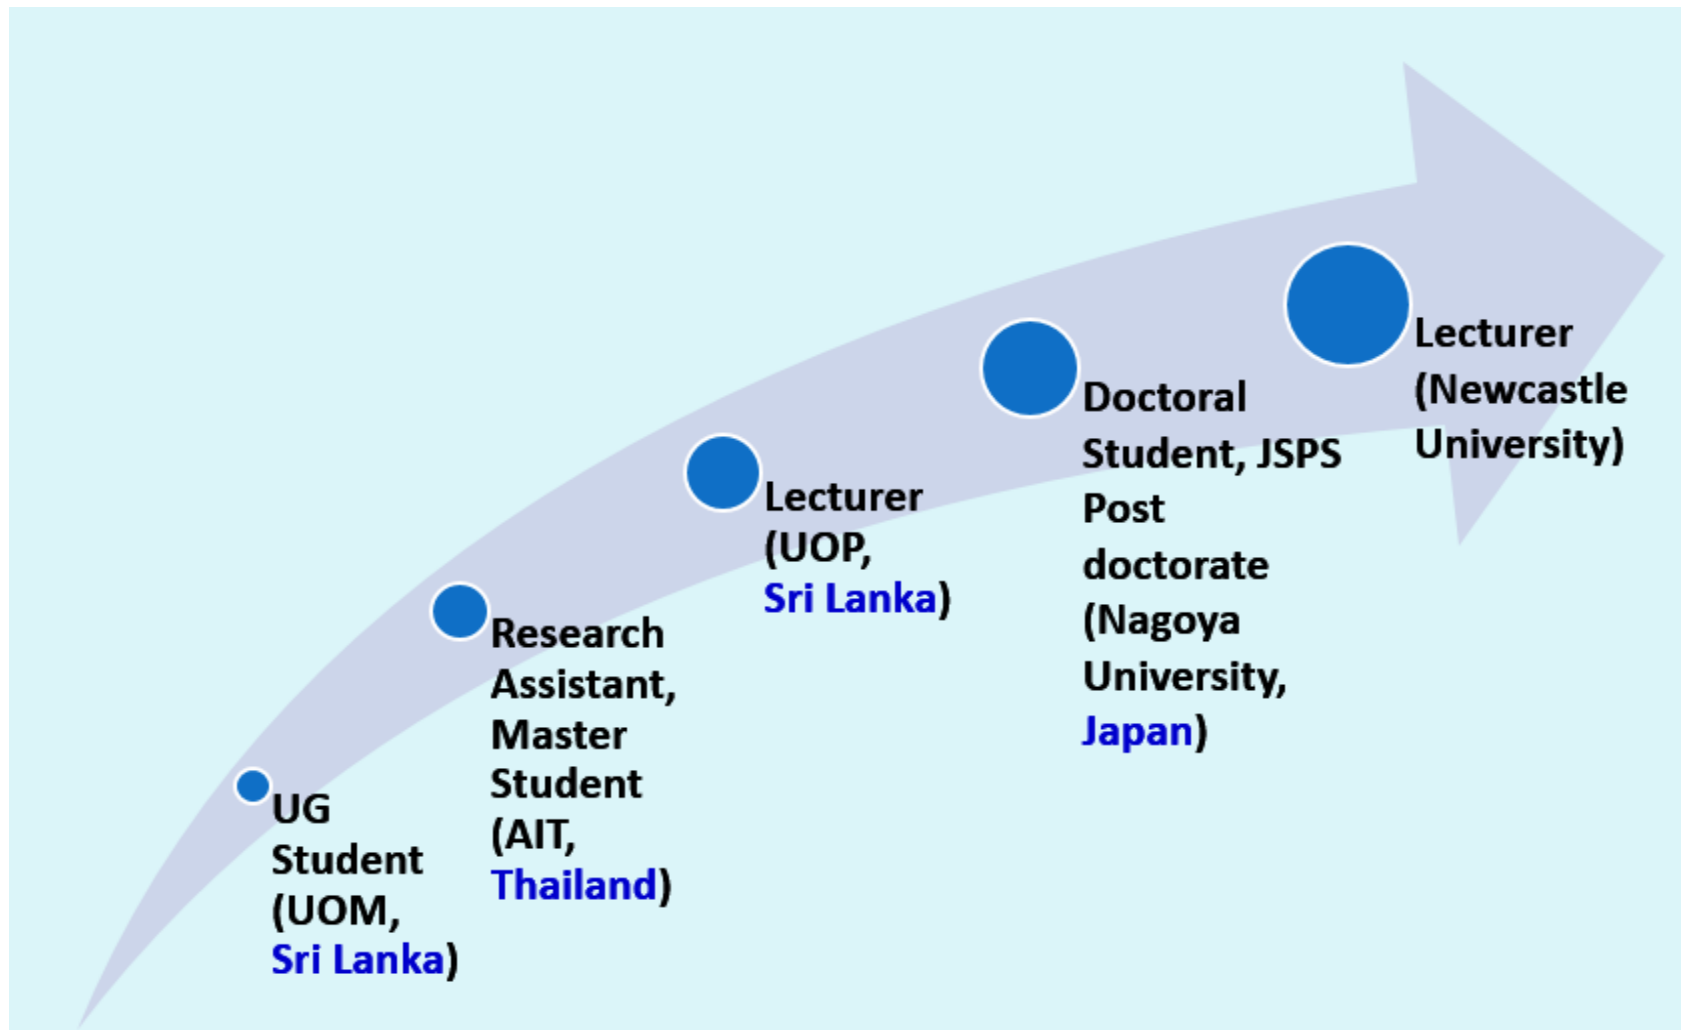 UG
Student
(UOM,
Sri Lanka)
Research
Assistant,
Master
Student
(AIT,
Thailand)
Lecturer
(UOP,
Sri Lanka)
Doctoral
Student, JSPS
Post
doctorate
(Nagoya
University,
Japan)
Lecturer
(Newcastle
University)